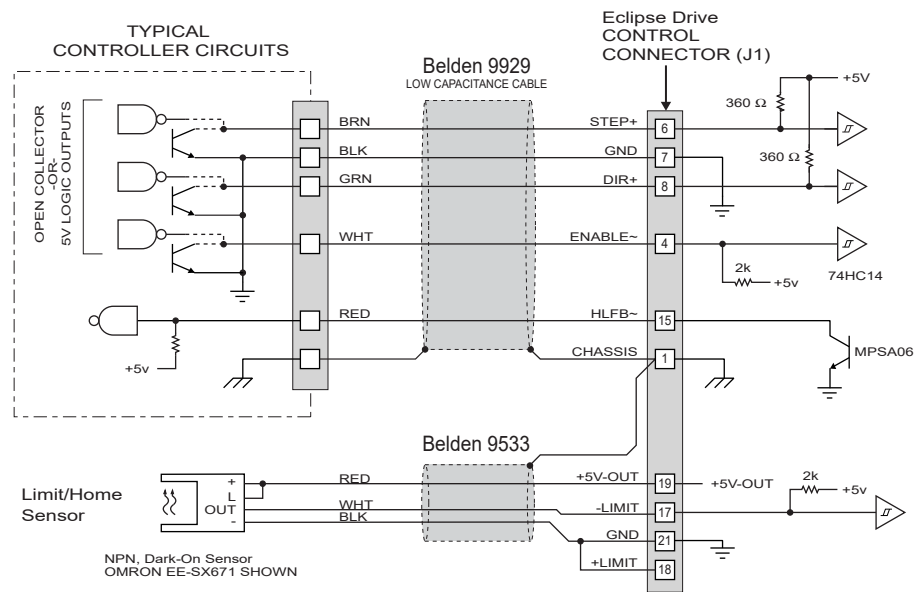 TYPICAL
CONTROLLER CIRCUITS
Eclipse Drive
CONTROL
CONNECTOR (J1)
Belden 9929
LOW CAPACITANCE CABLE
OPEN COLLECTOR
-OR-
5V LOGIC OUTPUTS
+5V
360 Ω
BRN
STEP+
6
BLK
GND
7
360 Ω
GRN
DIR+
8
WHT
ENABLE~
4
2k
+5v
74HC14
RED
HLFB~
15
+5v
MPSA06
CHASSIS
1
Belden 9533
Limit/Home
Sensor
+
L
OUT
-
RED
+5V-OUT
19
+5V-OUT
2k
+5v
WHT
-LIMIT
17
BLK
GND
21
+LIMIT
18
NPN, Dark-On Sensor
OMRON EE-SX671 SHOWN